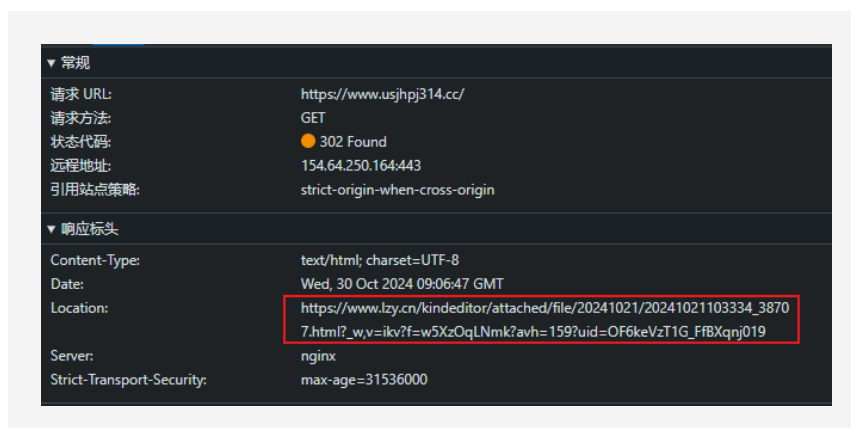 ▼ 常规
请求 URL: https://www.usjhpj314.cc/
请求方法: GET
状态代码: 302 Found
远程地址: 154.64.250.164:443
引用站点策略: strict-origin-when-cross-origin
▼ 响应标头
Content-Type: text/html; charset=UTF-8
Date: Wed, 30 Oct 2024 09:06:47 GMT
Location: https://www.lzy.cn/kindeditor/attached/file/20241021/20241021103334_3870
7.html?_w,v=ikv?f=w5XzOqLNmk?avh=159?uid=OF6keVzT1G_FfBXqnj019
Server: nginx
Strict-Transport-Security: max-age=31536000